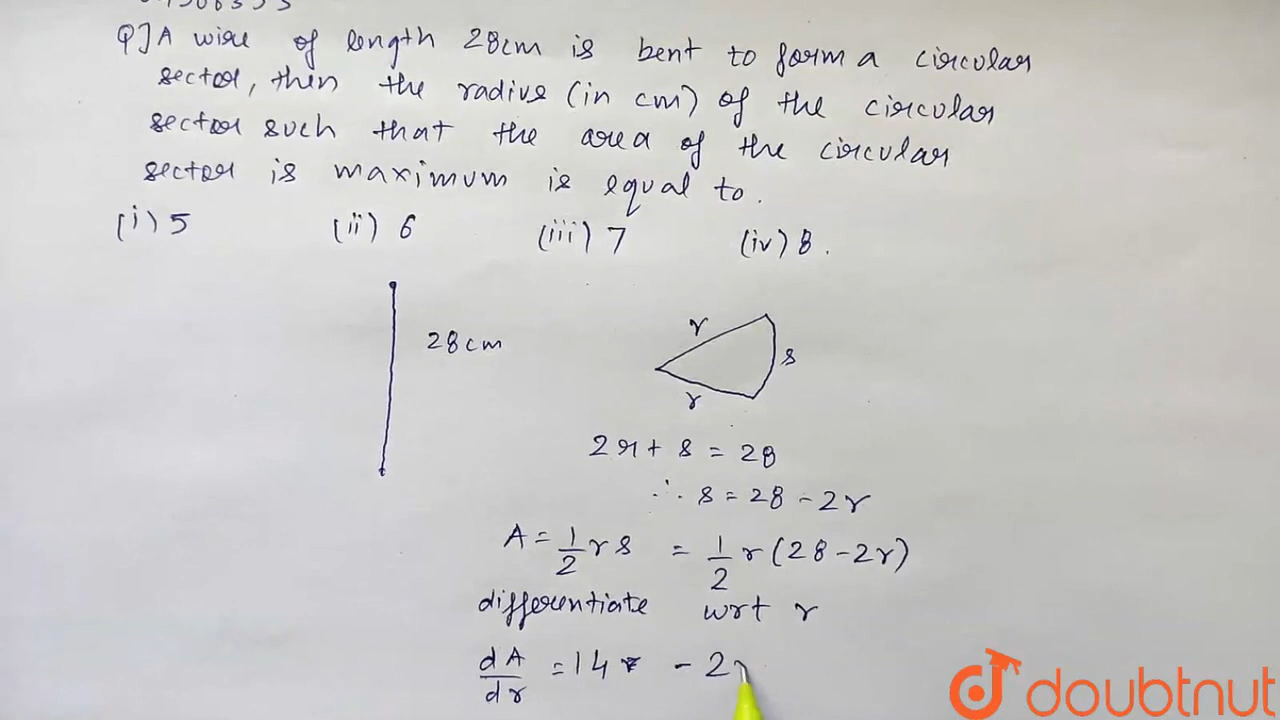 Q] A wire of length 28cm is bent to form a circular
sector, then the radius (in cm) of the circular
sector such that the area of the circular
sector is maximum is equal to.
(i) 5 (ii) 6 (iii) 7 (iv) 8.
28cm
r
s
r
2r + s = 28
∴ s = 28 - 2r
A = 1/2 r s = 1/2 r (28 - 2r)
differentiate wrt r
dA/dr = 14 - 2
doubtnut